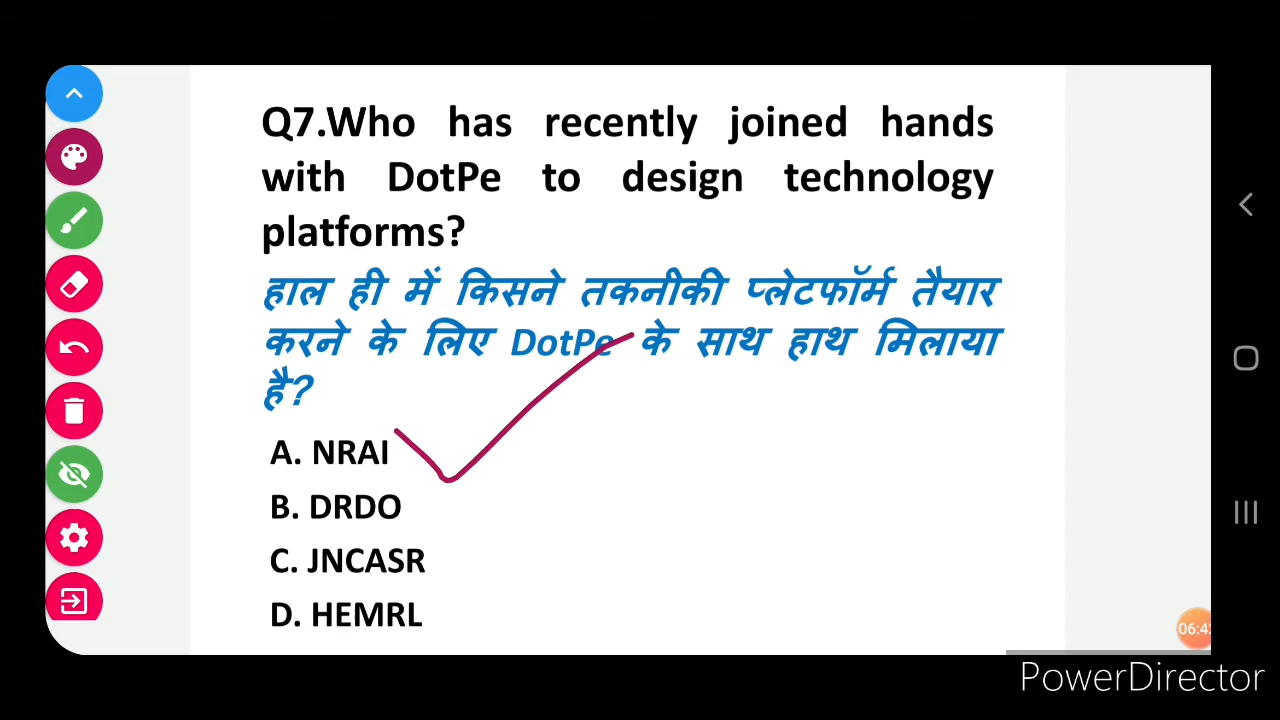 Q7.Who has recently joined hands
with DotPe to design technology
platforms?
हाल ही में किसने तकनीकी प्लेटफॉर्म तैयार
करने के लिए DotPe के साथ हाथ मिलाया
है?
A. NRAI
B. DRDO
C. JNCASR
D. HEMRL
PowerDirector